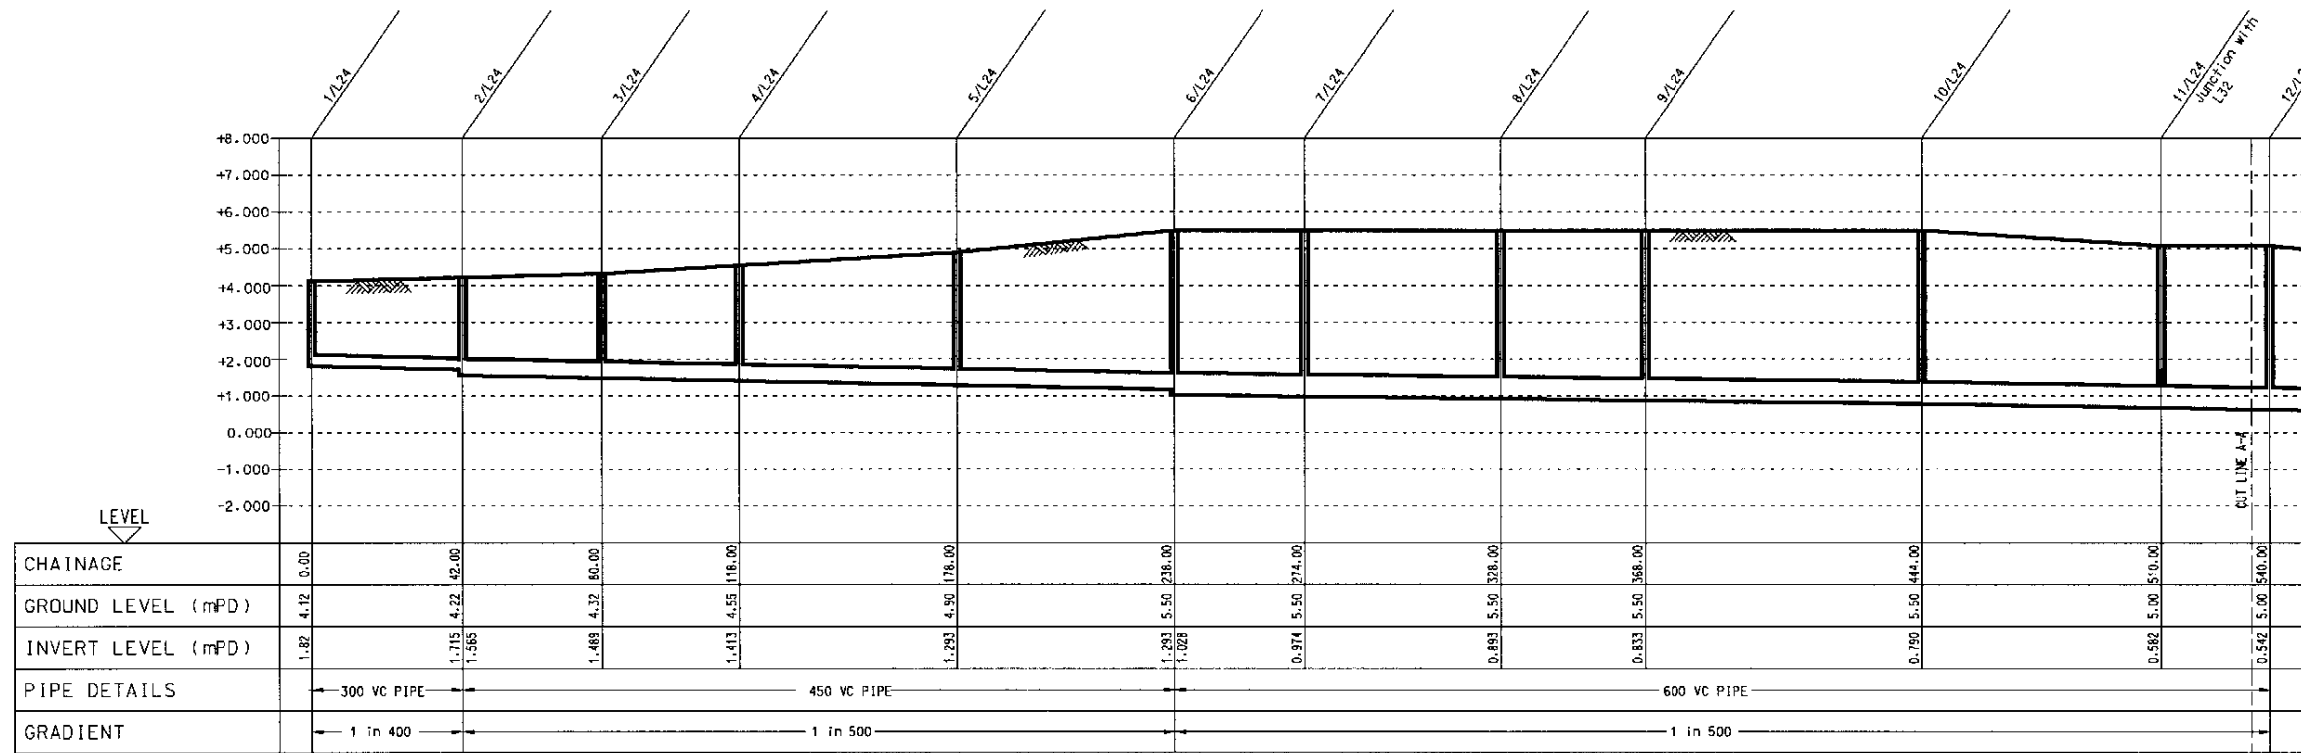 1/L24
2/L24
3/L24
4/L24
5/L24
6/L24
7/L24
8/L24
9/L24
10/L24
11/L24
Junction with
L32
+8.000
+7.000
+6.000
+5.000
+4.000
+3.000
+2.000
+1.000
0.000
-1.000
-2.000
CUT LINE A-A
LEVEL
CHAINAGE 0.00 42.00 80.00 118.00 178.00 238.00 274.00 328.00 368.00 444.00 510.00 540.00
GROUND LEVEL (mPD) 4.12 4.22 4.32 4.55 4.90 5.50 5.50 5.50 5.50 5.50 5.00 5.00
INVERT LEVEL (mPD) 1.82 1.715 1.565 1.489 1.413 1.293 1.293 1.028 0.974 0.893 0.833 0.790 0.582 0.542
PIPE DETAILS 300 VC PIPE 450 VC PIPE 600 VC PIPE
GRADIENT 1 in 400 1 in 500 1 in 500